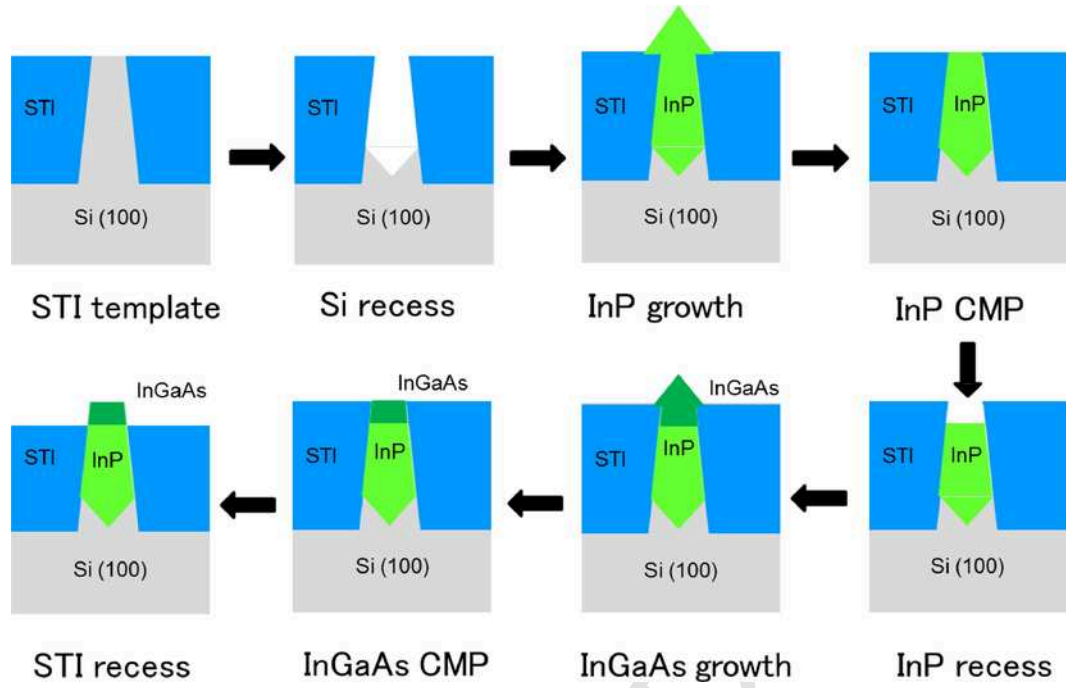 STI
Si (100)
STI template
STI
Si (100)
Si recess
STI
InP
Si (100)
InP growth
STI
InP
Si (100)
InP CMP
STI
InP
Si (100)
InP recess
InGaAs
STI
InP
Si (100)
InGaAs growth
InGaAs
STI
InP
Si (100)
InGaAs CMP
InGaAs
STI
InP
Si (100)
STI recess